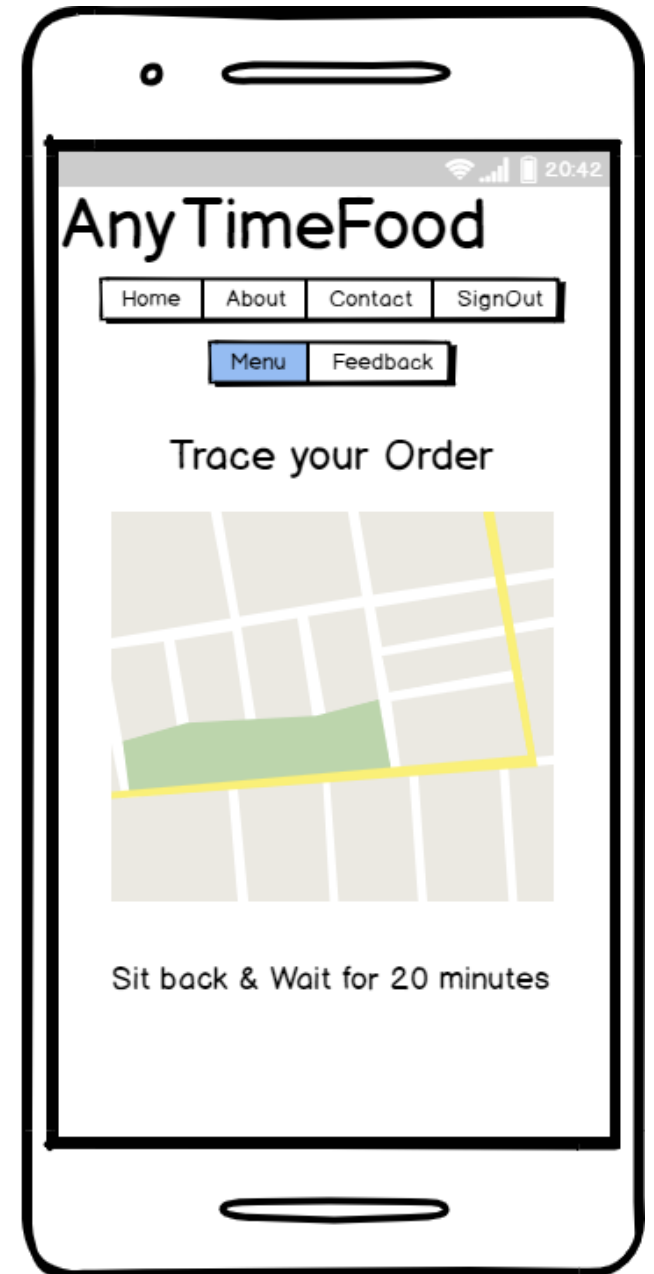 20:42
AnyTimeFood
Home About Contact SignOut
Menu Feedback
Trace your Order
Sit back & Wait for 20 minutes